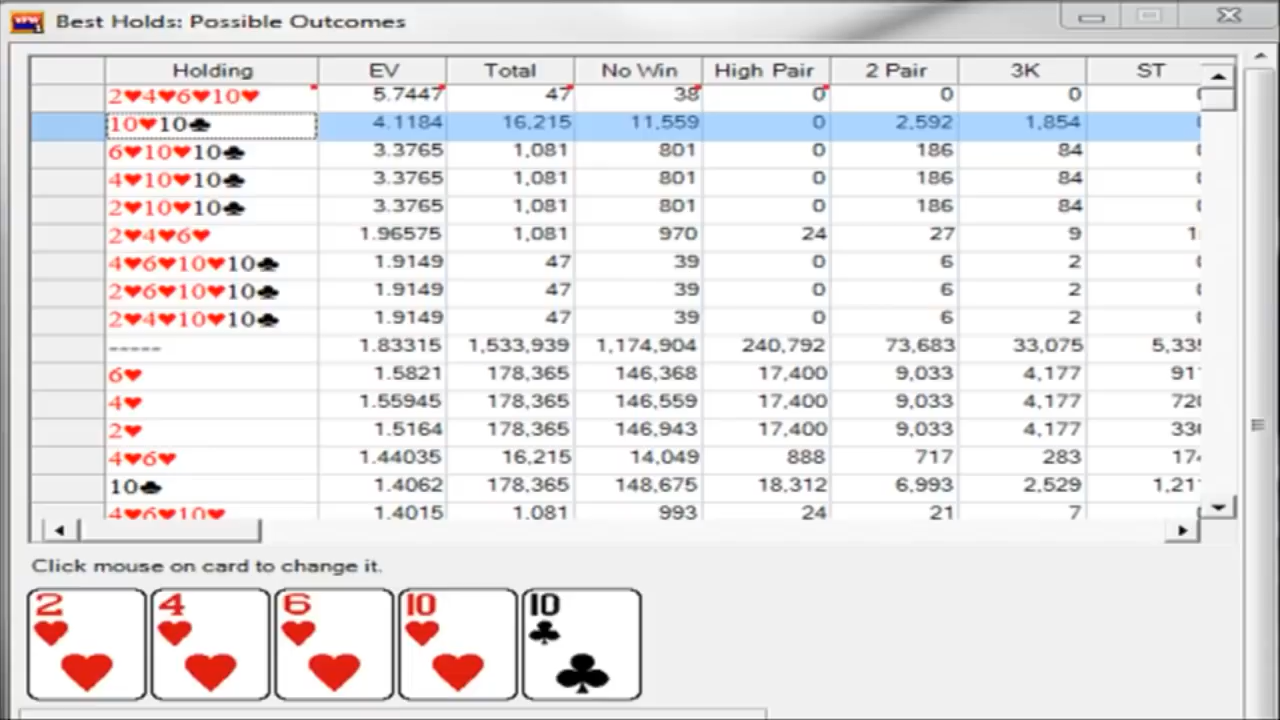 Best Holds: Possible Outcomes
Holding EV Total No Win High Pair 2 Pair 3K ST
2♥4♥6♥10♥ 5.7447 47 38 0 0 0
10♥10♣ 4.1184 16,215 11,559 0 2,592 1,854
6♥10♥10♣ 3.3765 1,081 801 0 186 84
4♥10♥10♣ 3.3765 1,081 801 0 186 84
2♥10♥10♣ 3.3765 1,081 801 0 186 84
2♥4♥6♥ 1.96575 1,081 970 24 27 9
4♥6♥10♥10♣ 1.9149 47 39 0 6 2
2♥6♥10♥10♣ 1.9149 47 39 0 6 2
2♥4♥10♥10♣ 1.9149 47 39 0 6 2
----- 1.83315 1,533,939 1,174,904 240,792 73,683 33,075 5,335
6♥ 1.5821 178,365 146,368 17,400 9,033 4,177 91
4♥ 1.55945 178,365 146,559 17,400 9,033 4,177 720
2♥ 1.5164 178,365 146,943 17,400 9,033 4,177 33
4♥6♥ 1.44035 16,215 14,049 888 717 283 17
10♣ 1.4062 178,365 148,675 18,312 6,993 2,529 1,21
4♥6♥10♥ 1.4015 1,081 993 24 21 7
Click mouse on card to change it.
2♥ 4♥ 6♥ 10♥ 10♣